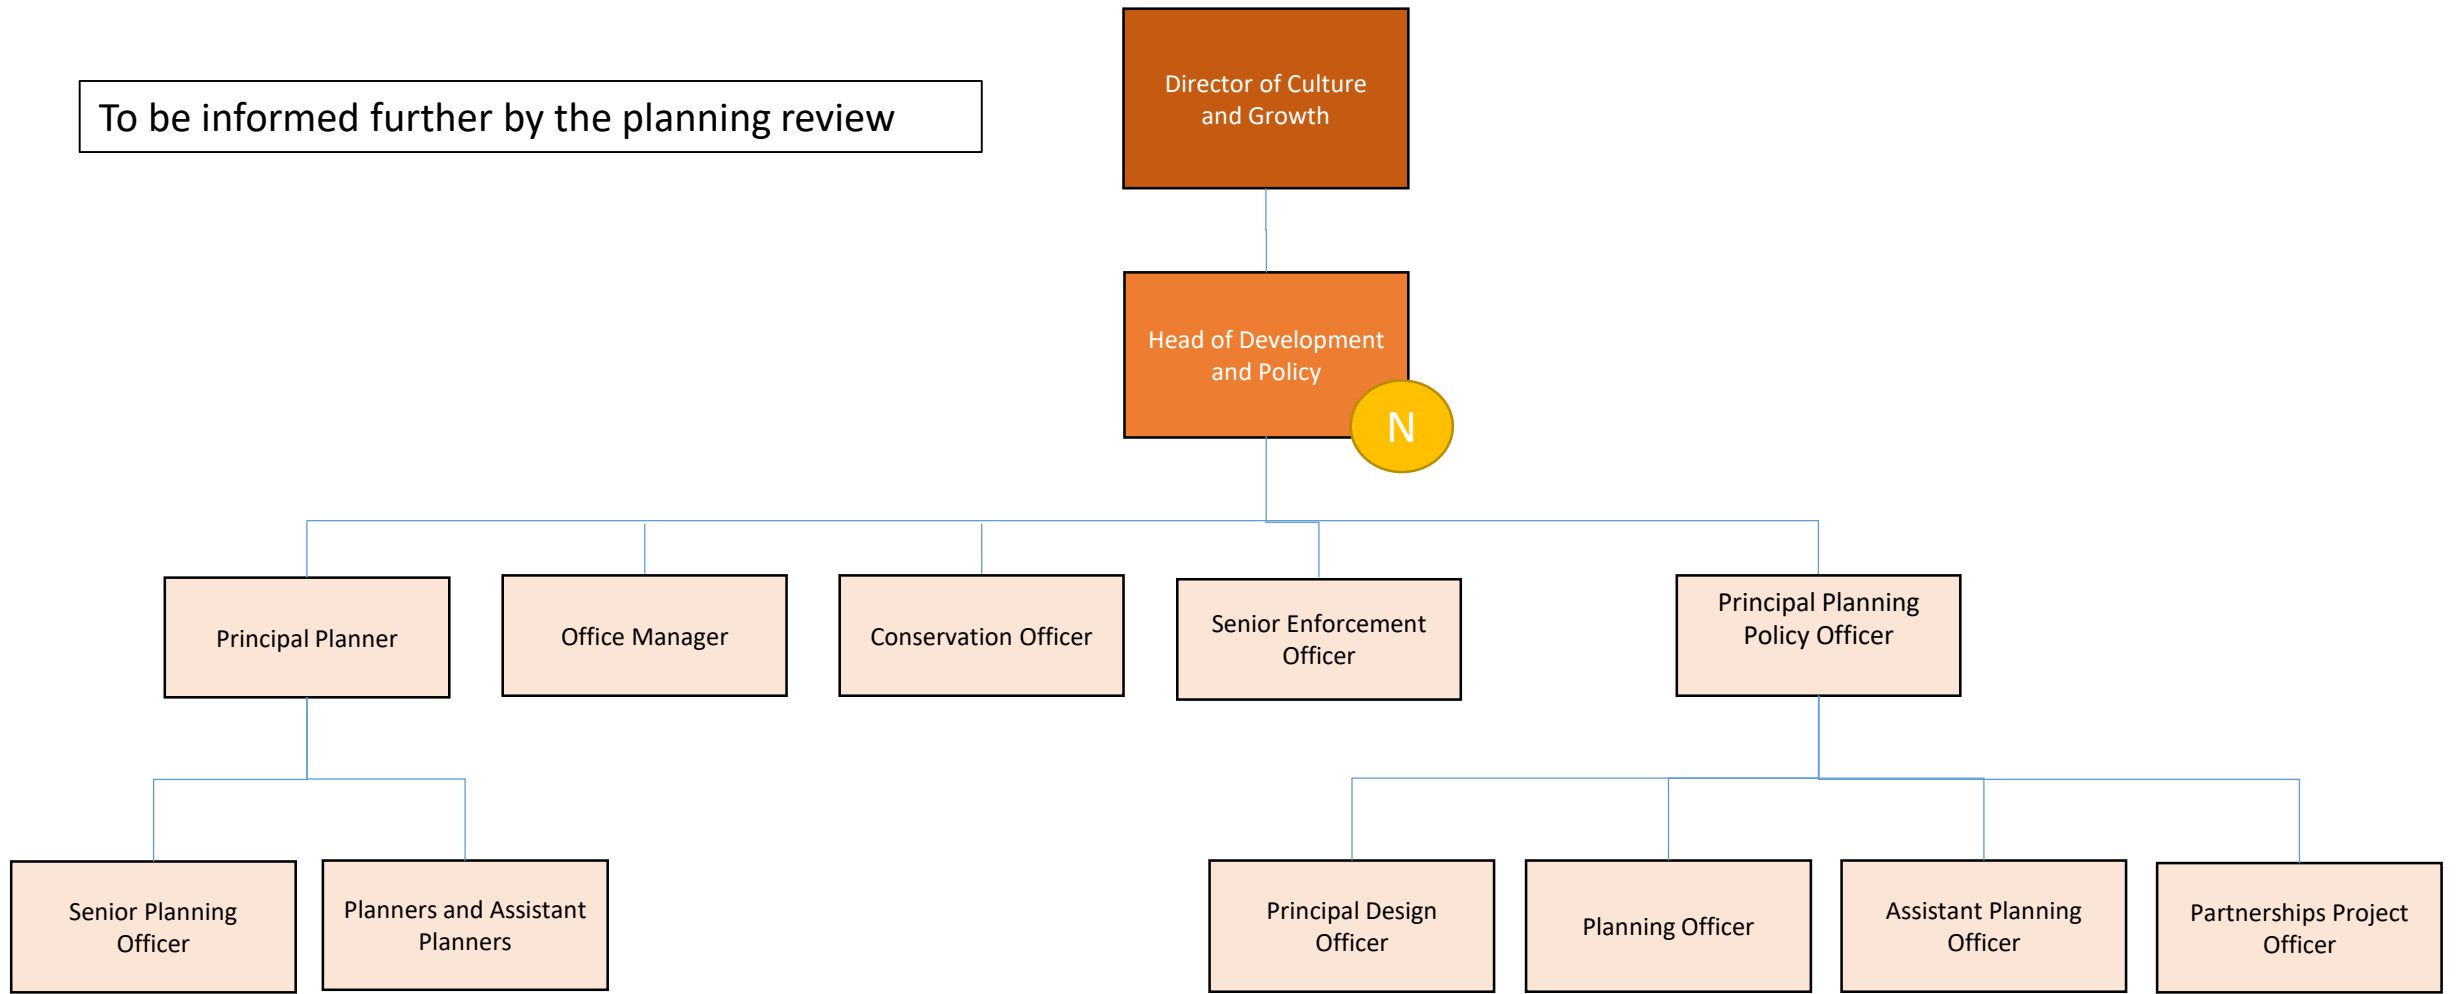 Director of Culture
and Growth
To be informed further by the planning review
Head of Development
and Policy
N
Principal Planner
Office Manager
Conservation Officer
Senior Enforcement
Officer
Principal Planning
Policy Officer
Senior Planning
Officer
Planners and Assistant
Planners
Principal Design
Officer
Planning Officer
Assistant Planning
Officer
Partnerships Project
Officer